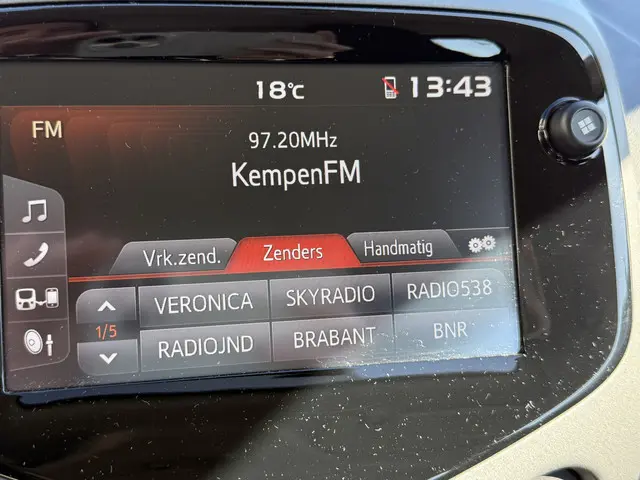 18°C 13:43
FM
97.20MHz
KempenFM
Vrk.zend. Zenders Handmatig
VERONICA SKYRADIO RADIO538
1/5
RADIOJND BRABANT BNR